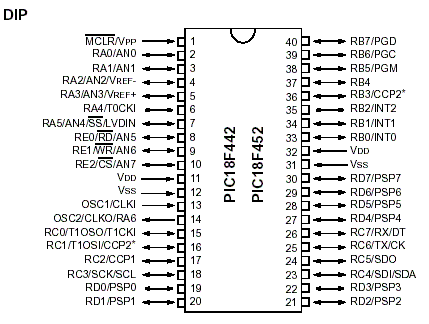 DIP
MCLR/VPP 1 40 RB7/PGD
RA0/AN0 2 39 RB6/PGC
RA1/AN1 3 38 RB5/PGM
RA2/AN2/VREF- 4 37 RB4
RA3/AN3/VREF+ 5 36 RB3/CCP2*
RA4/T0CKI 6 35 RB2/INT2
RA5/AN4/SS/LVDIN 7 34 RB1/INT1
RE0/RD/AN5 8 33 RB0/INT0
RE1/WR/AN6 9 32 VDD
RE2/CS/AN7 10 31 VSS
VDD 11 30 RD7/PSP7
VSS 12 29 RD6/PSP6
OSC1/CLKI 13 28 RD5/PSP5
OSC2/CLKO/RA6 14 27 RD4/PSP4
RC0/T1OSO/T1CKI 15 26 RC7/RX/DT
RC1/T1OSI/CCP2* 16 25 RC6/TX/CK
RC2/CCP1 17 24 RC5/SDO
RC3/SCK/SCL 18 23 RC4/SDI/SDA
RD0/PSP0 19 22 RD3/PSP3
RD1/PSP1 20 21 RD2/PSP2
PIC18F442
PIC18F452